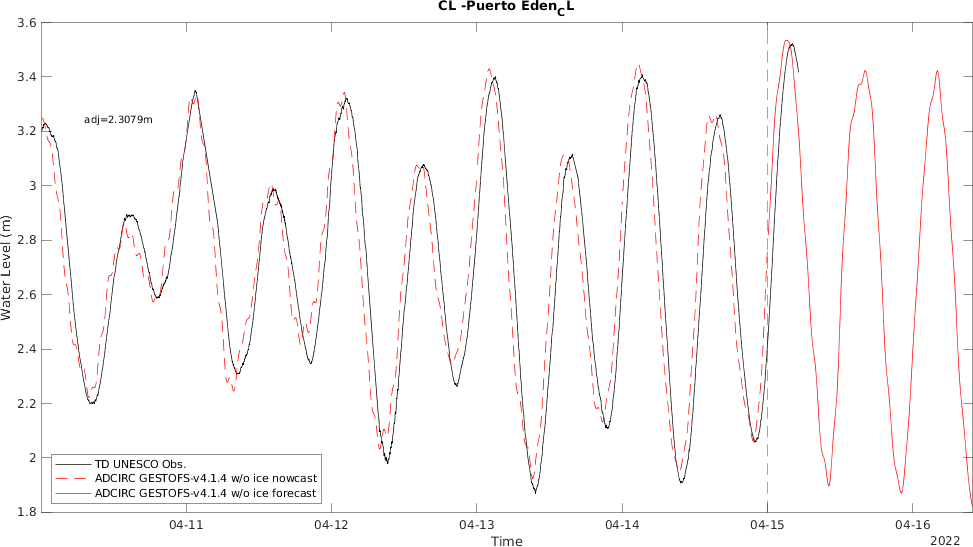 CL -Puerto Eden_CL
3.6
3.4
3.2
3
2.8
2.6
2.4
2.2
2
1.8
Water Level (m)
adj=2.3079m
TD UNESCO Obs.
ADCIRC GESTOFS-v4.1.4 w/o ice nowcast
ADCIRC GESTOFS-v4.1.4 w/o ice forecast
04-11 04-12 04-13 04-14 04-15 04-16
Time
2022